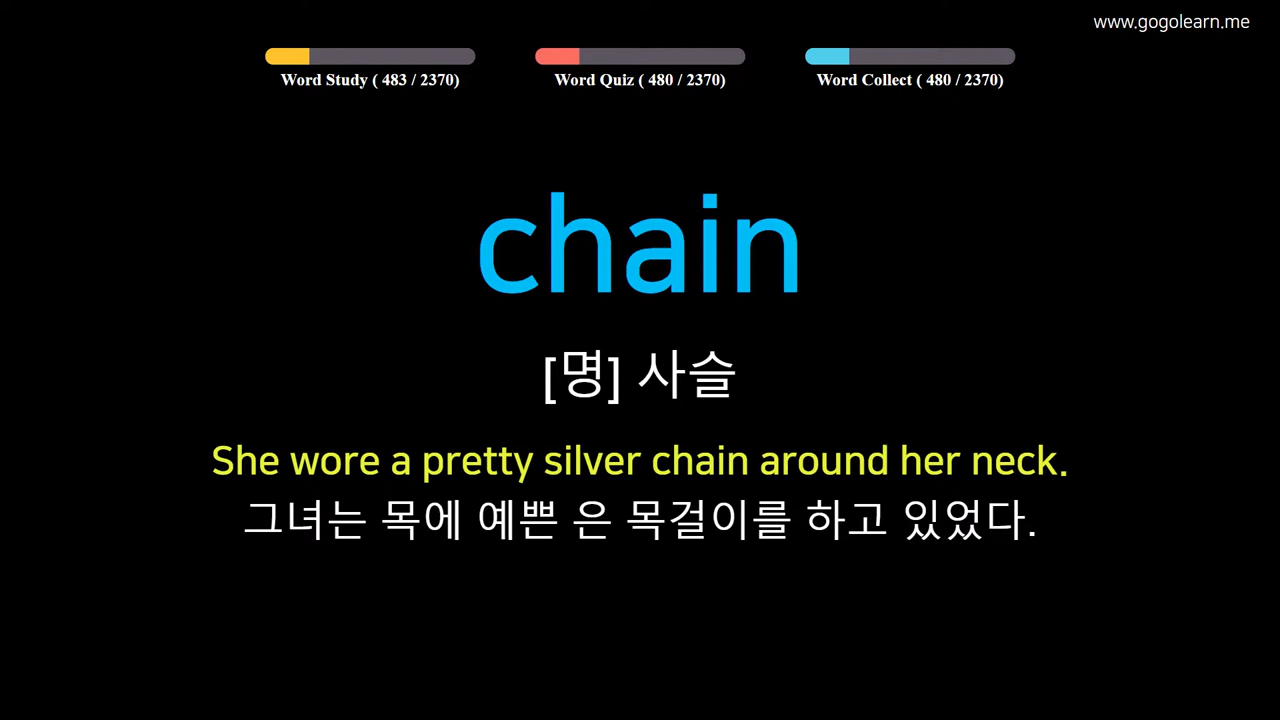 www.gogolearn.me
Word Study ( 483 / 2370)
Word Quiz ( 480 / 2370)
Word Collect ( 480 / 2370)
chain
[명] 사슬
She wore a pretty silver chain around her neck.
그녀는 목에 예쁜 은 목걸이를 하고 있었다.